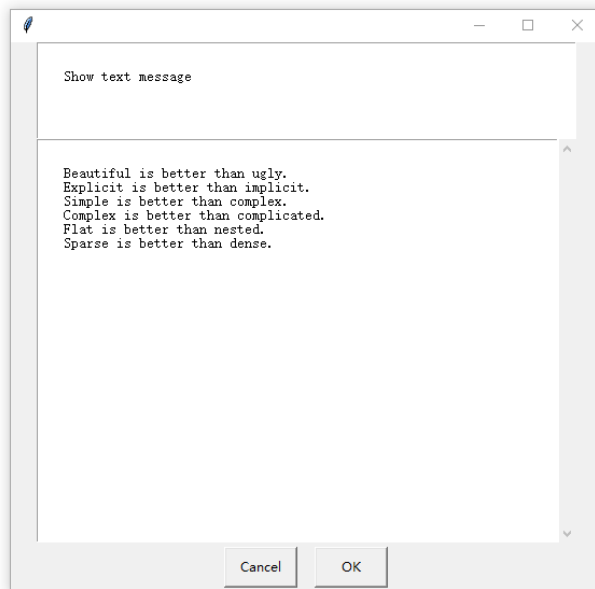 Show text message
Beautiful is better than ugly.
Explicit is better than implicit.
Simple is better than complex.
Complex is better than complicated.
Flat is better than nested.
Sparse is better than dense.
Cancel OK